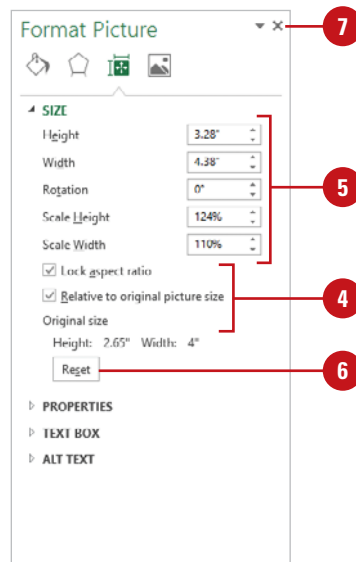 Format Picture
7
SIZE
Height 3.28"
Width 4.38"
Rotation 0°
Scale Height 124%
Scale Width 110%
5
Lock aspect ratio
Relative to original picture size
4
Original size
Height: 2.65" Width: 4"
Reset
6
PROPERTIES
TEXT BOX
ALT TEXT